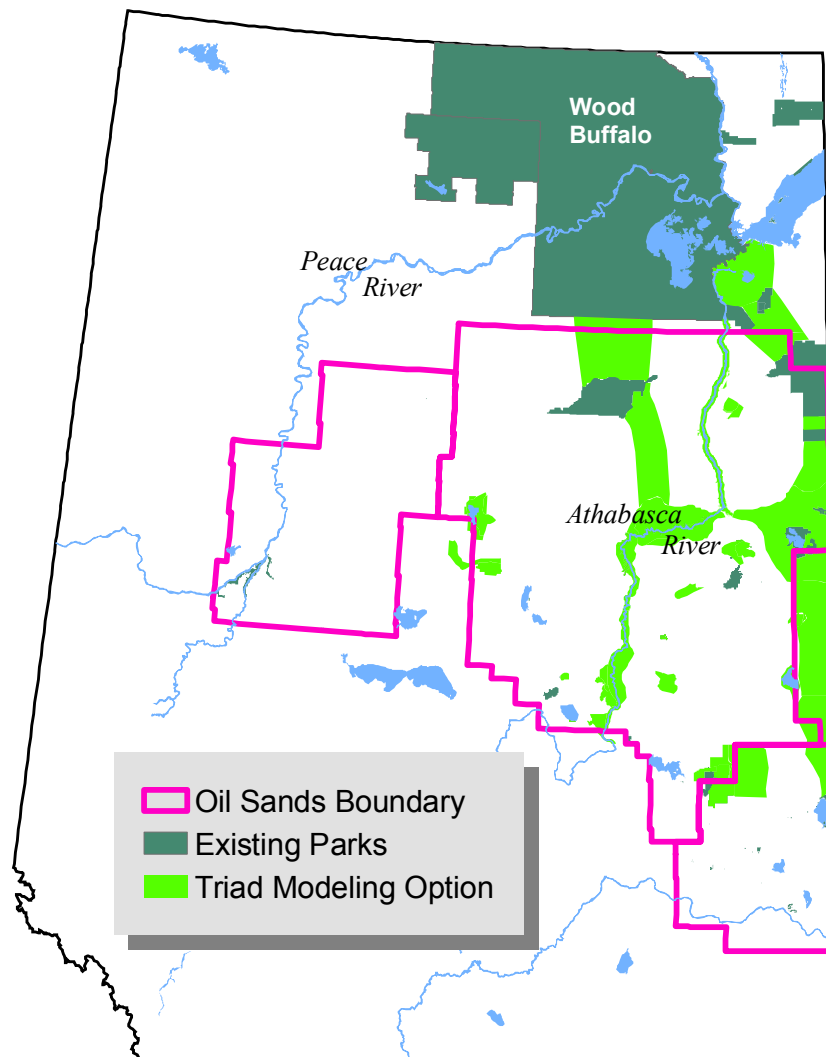 Wood
Buffalo
Peace
River
Athabasca
River
Oil Sands Boundary
Existing Parks
Triad Modeling Option